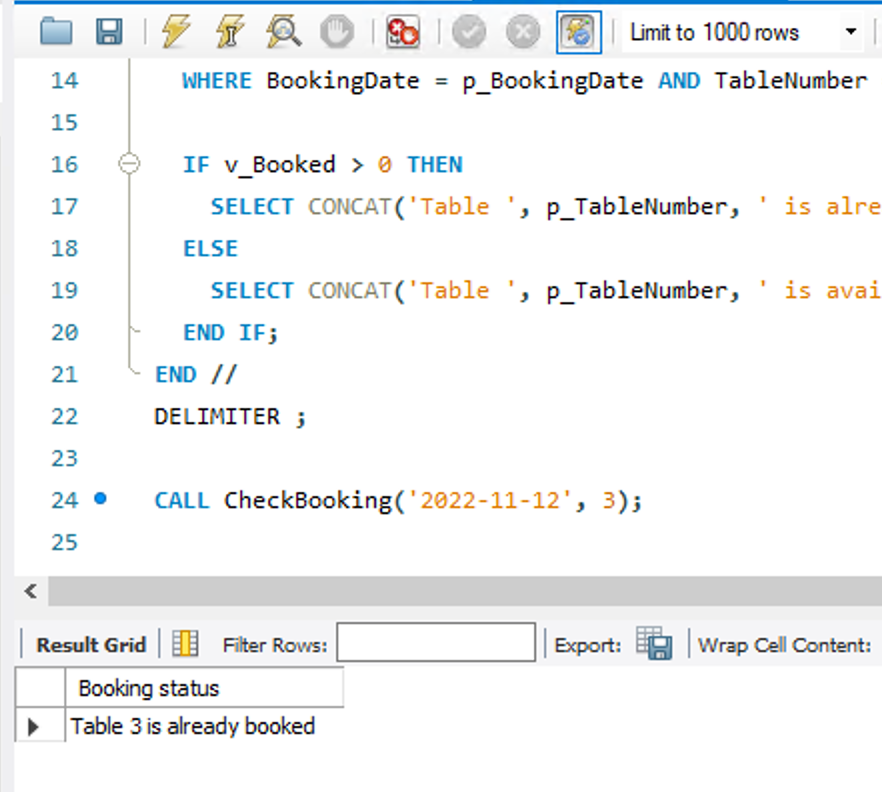 Limit to 1000 rows
14 WHERE BookingDate = p_BookingDate AND TableNumber
15
16 IF v_Booked > 0 THEN
17 SELECT CONCAT('Table ', p_TableNumber, ' is alre
18 ELSE
19 SELECT CONCAT('Table ', p_TableNumber, ' is avai
20 END IF;
21 END //
22 DELIMITER ;
23
24 CALL CheckBooking('2022-11-12', 3);
25
Result Grid Filter Rows: Export: Wrap Cell Content:
Booking status
Table 3 is already booked